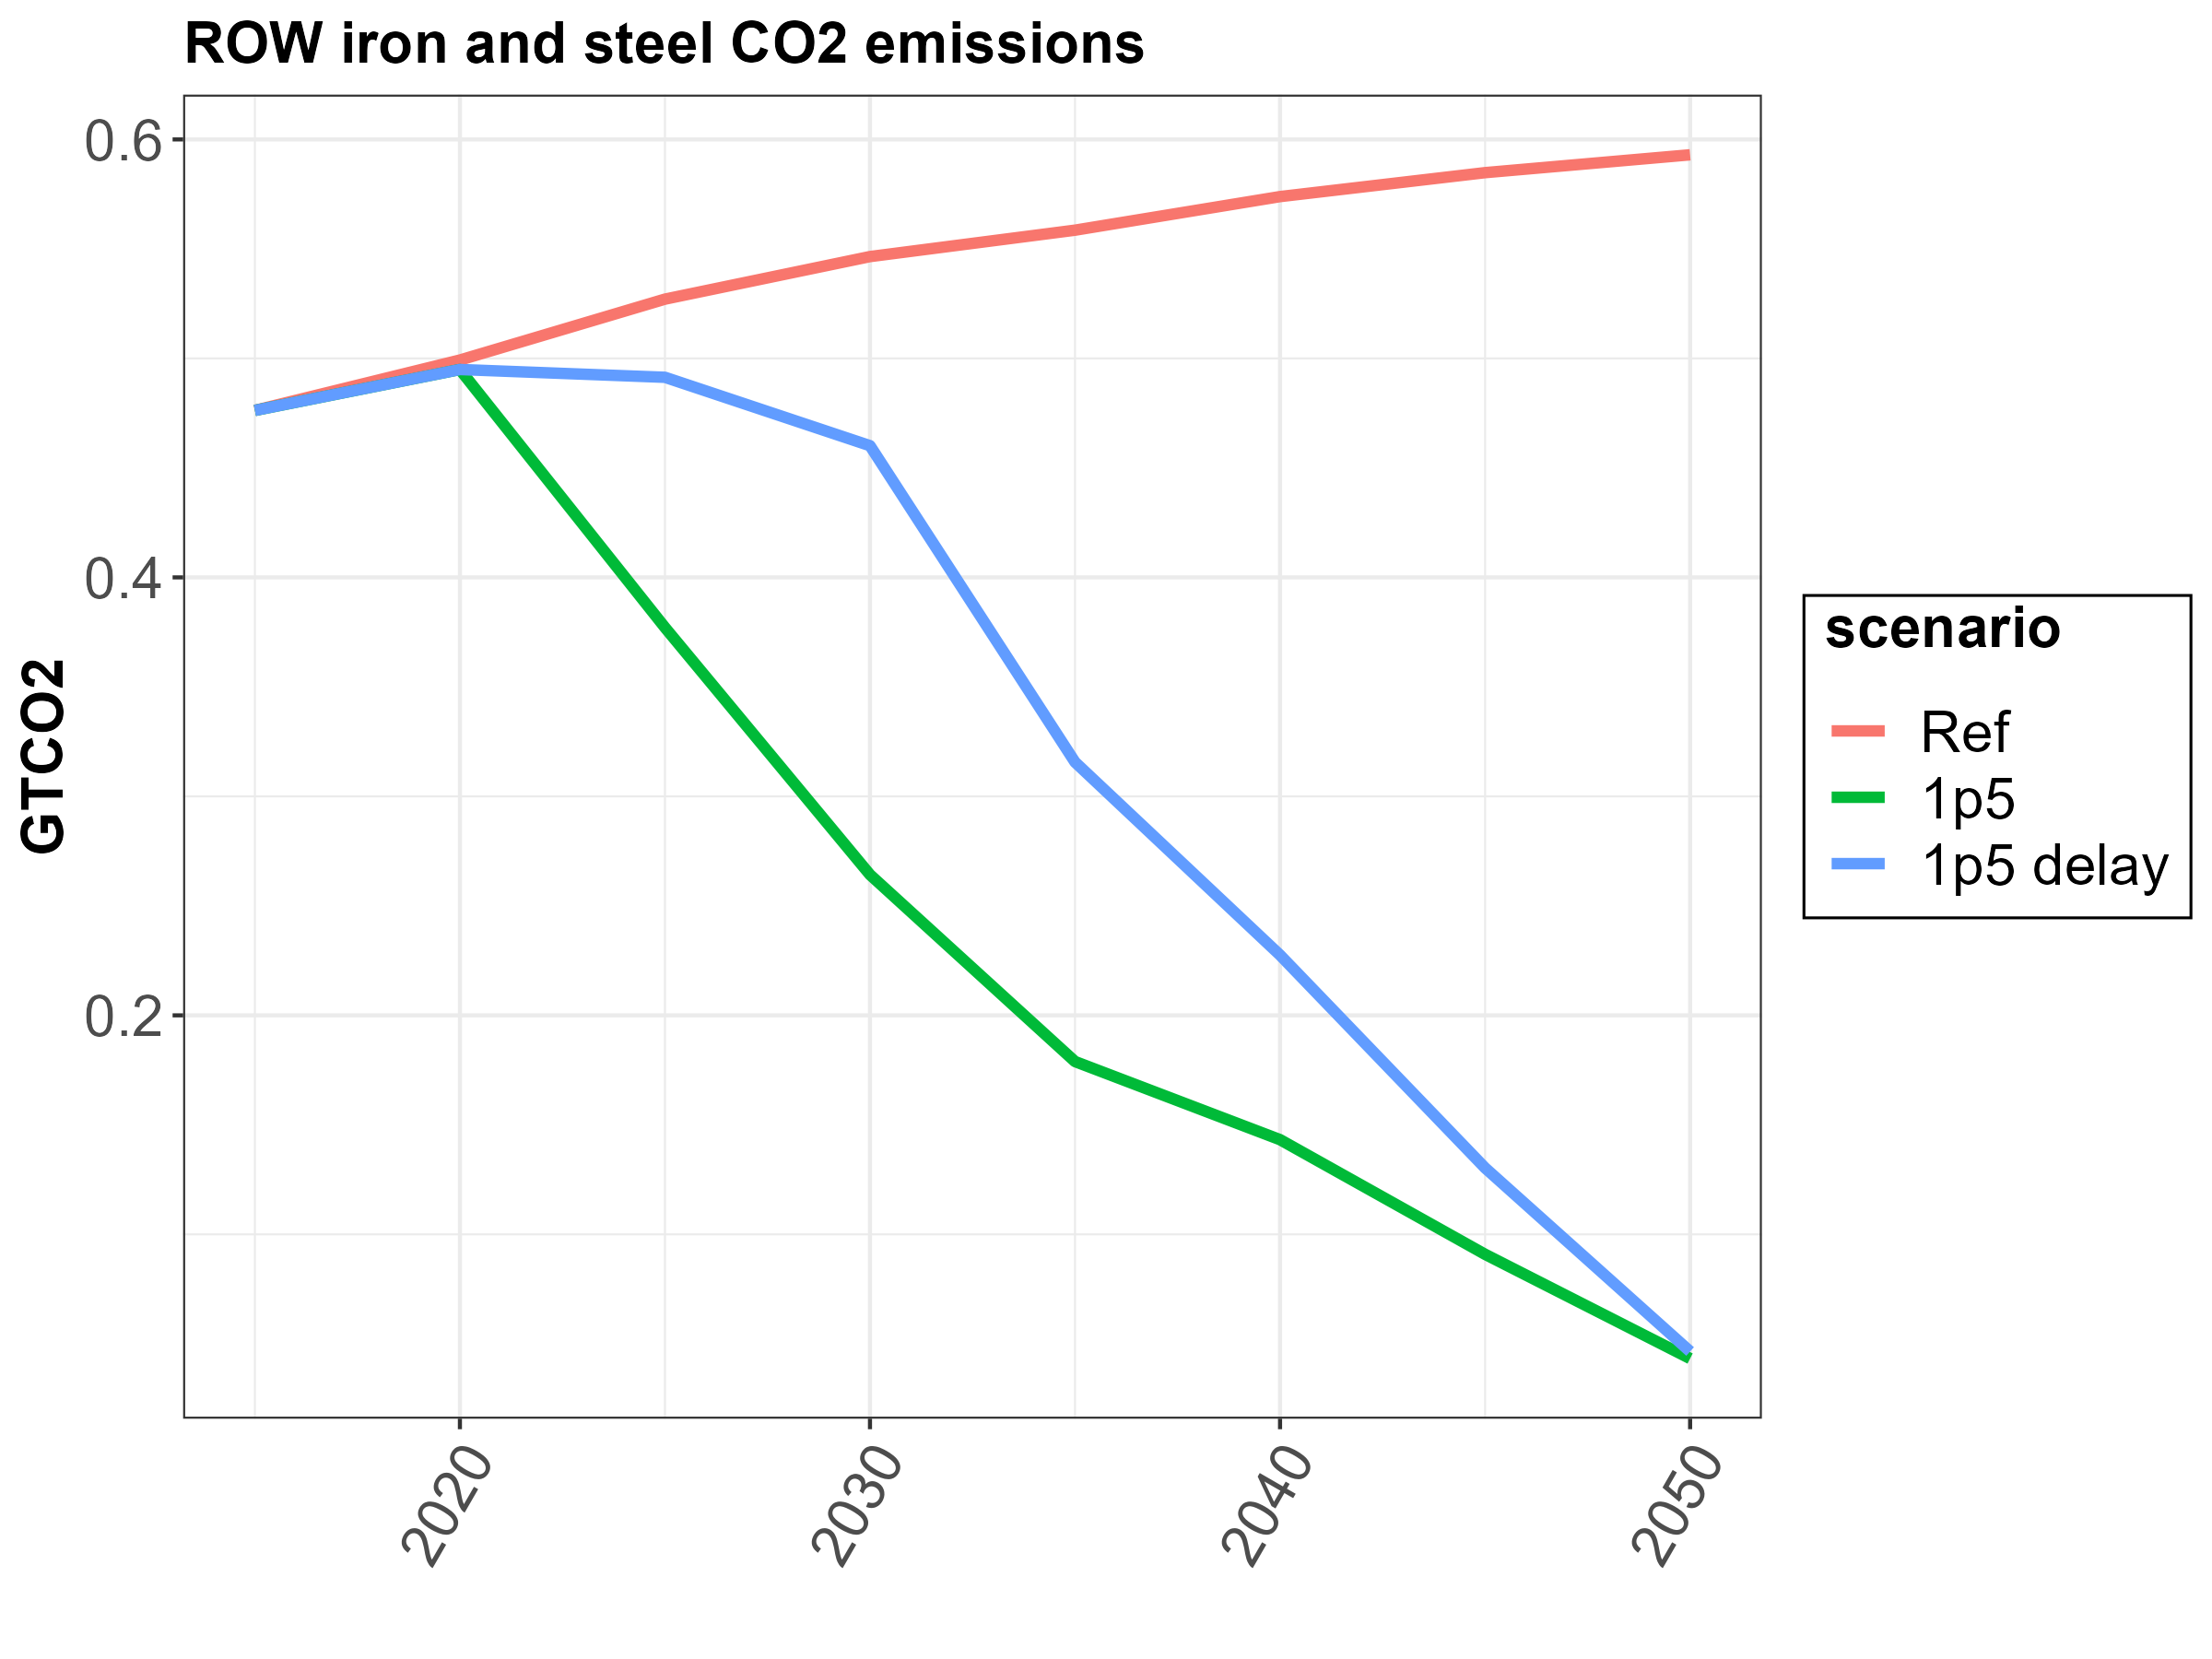 ROW iron and steel CO2 emissions
GTCO2
0.6
0.4
0.2
2020
2030
2040
2050
scenario
Ref
1p5
1p5 delay